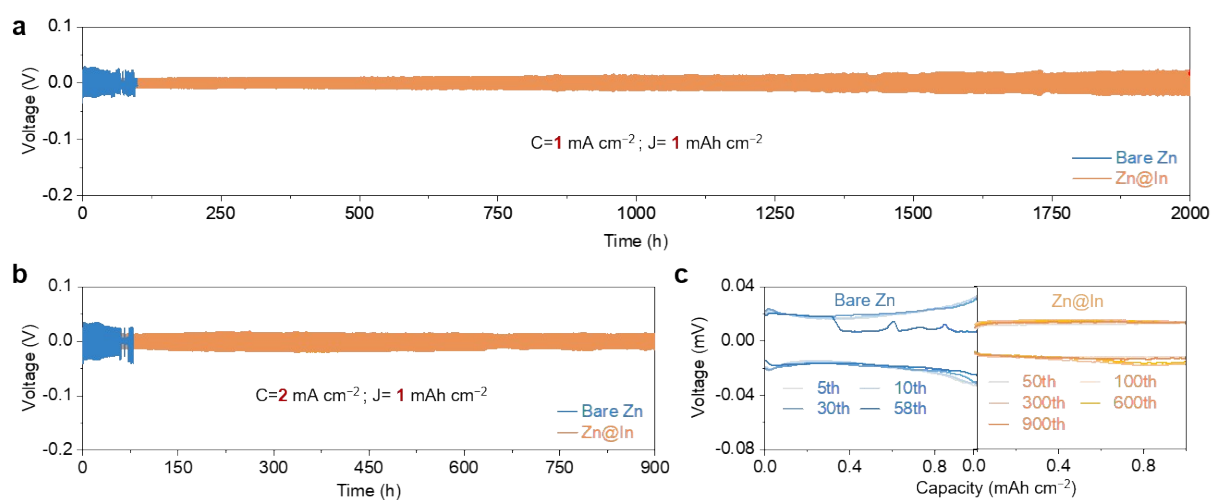 a
0.1
0.0
-0.1
-0.2
Voltage (V)
C=1 mA cm⁻² ; J= 1 mAh cm⁻²
Bare Zn
Zn@In
0 250 500 750 1000 1250 1500 1750 2000
Time (h)
b
0.1
0.0
-0.1
-0.2
Voltage (V)
C=2 mA cm⁻² ; J= 1 mAh cm⁻²
Bare Zn
Zn@In
0 150 300 450 600 750 900
Time (h)
c
0.04
0.00
-0.04
-0.08
Voltage (mV)
Bare Zn
5th 10th
30th 58th
Zn@In
50th 100th
300th 600th
900th
0.0 0.4 0.8 0.0 0.4 0.8
Capacity (mAh cm⁻²)